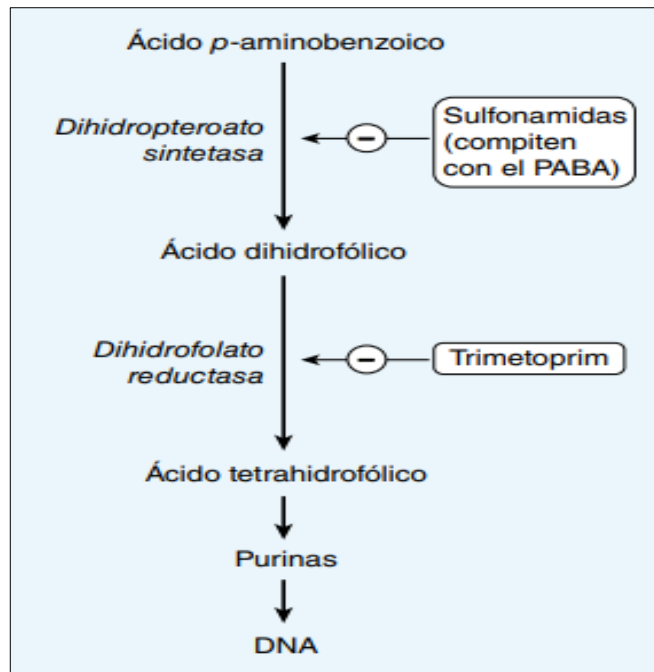 Ácido p-aminobenzoico
Dihidropteroato
sintetasa
Sulfonamidas
(compiten
con el PABA)
Ácido dihidrofólico
Dihidrofolato
reductasa
Trimetoprim
Ácido tetrahidrofólico
Purinas
DNA